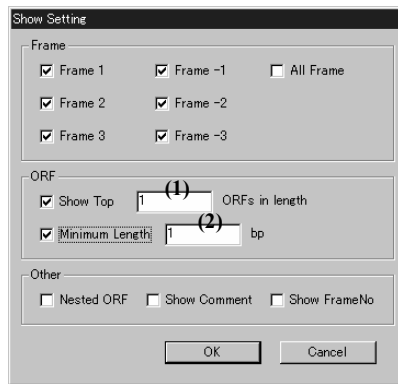 Show Setting
Frame
Frame 1 Frame -1 All Frame
Frame 2 Frame -2
Frame 3 Frame -3
ORF
Show Top 1 (1) ORFs in length
Minimum Length 1 (2) bp
Other
Nested ORF Show Comment Show FrameNo
OK Cancel